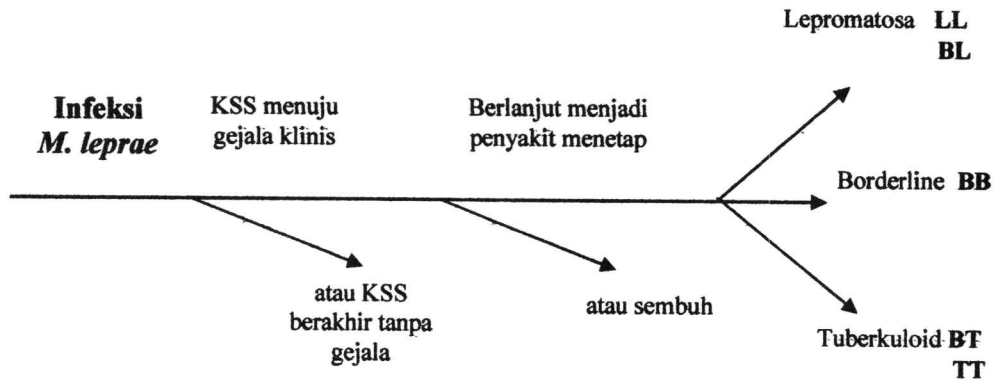 Lepromatosa LL
BL
Infeksi
M. leprae
KSS menuju
gejala klinis
Berlanjut menjadi
penyakit menetap
Borderline BB
atau KSS
berakhir tanpa
gejala
atau sembuh
Tuberkuloid BT
TT